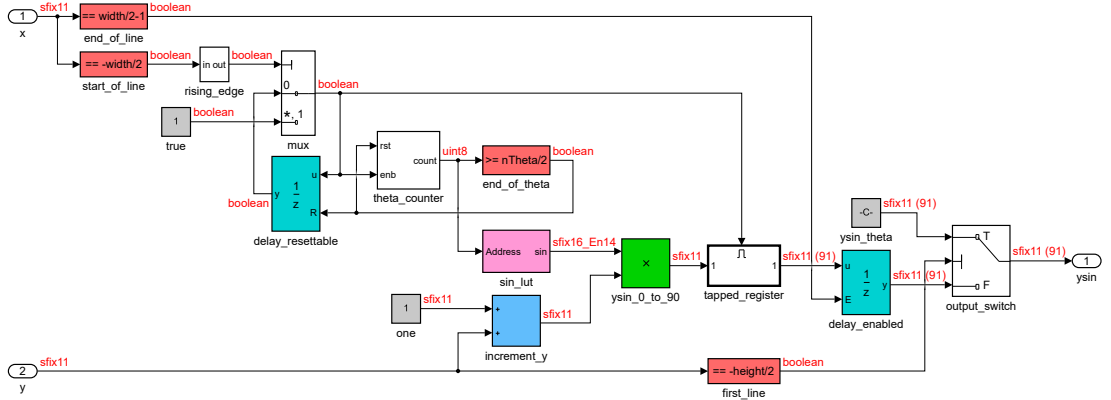 sfix11
1
x
== width/2-1
boolean
end_of_line
== -width/2
boolean
start_of_line
in out
boolean
rising_edge
0
*, 1
mux
boolean
1
boolean
true
u
1
z
y
R
boolean
delay_resettable
rst
count
enb
uint8
theta_counter
>= nTheta/2
boolean
end_of_theta
Address
sin
sfix16_En14
sin_lut
×
sfix11
ysin_0_to_90
1
1
sfix11 (91)
tapped_register
-C-
sfix11 (91)
ysin_theta
u
1
z
y
E
sfix11 (91)
delay_enabled
T
F
sfix11 (91)
output_switch
1
ysin
1
sfix11
one
+
+
sfix11
increment_y
sfix11
2
y
== -height/2
boolean
first_line